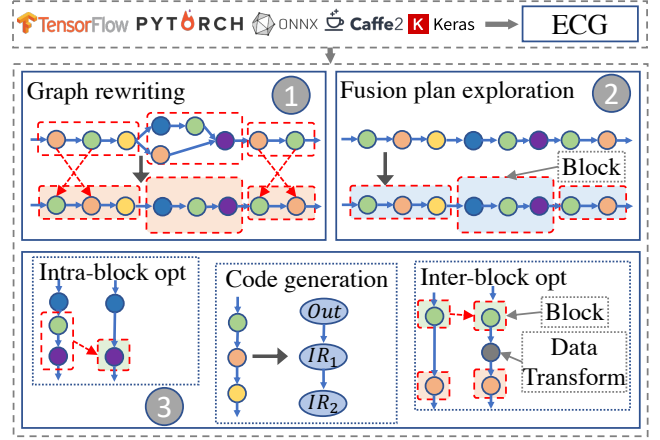 TensorFlow PYTORCH ONNX Caffe2 K Keras ECG
Graph rewriting 1
Fusion plan exploration 2
Block
Intra-block opt
Code generation
Out
IR1
IR2
Inter-block opt
Block
Data
Transform
3